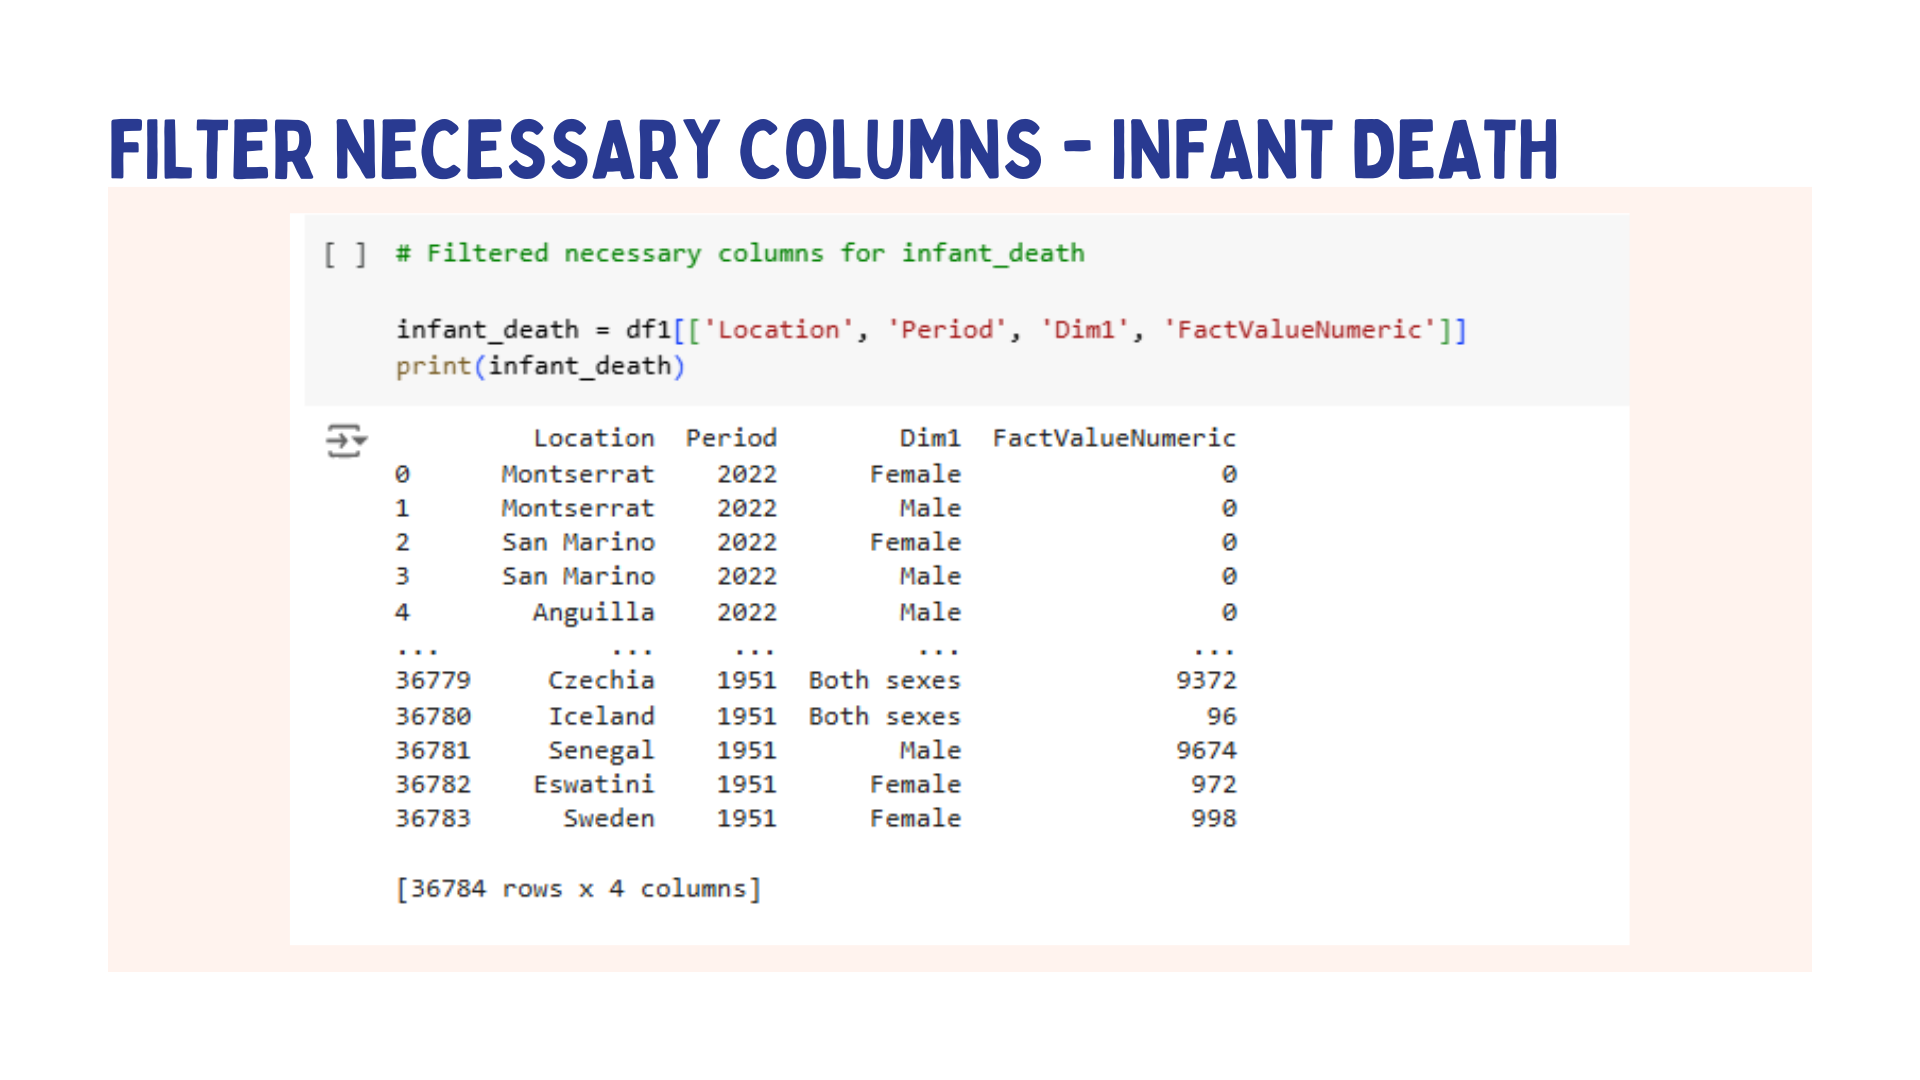 FILTER NECESSARY COLUMNS - INFANT DEATH
[ ] # Filtered necessary columns for infant_death
infant_death = df1[['Location', 'Period', 'Dim1', 'FactValueNumeric']]
print(infant_death)
Location Period Dim1 FactValueNumeric
0 Montserrat 2022 Female 0
1 Montserrat 2022 Male 0
2 San Marino 2022 Female 0
3 San Marino 2022 Male 0
4 Anguilla 2022 Male 0
... ... ... ... ...
36779 Czechia 1951 Both sexes 9372
36780 Iceland 1951 Both sexes 96
36781 Senegal 1951 Male 9674
36782 Eswatini 1951 Female 972
36783 Sweden 1951 Female 998
[36784 rows x 4 columns]